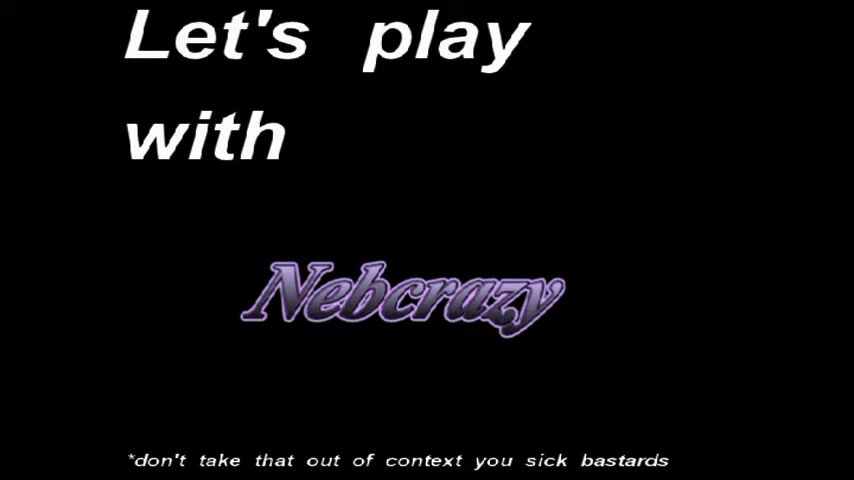 Let's play
with
Nebcrazy
*don't take that out of context you sick bastards